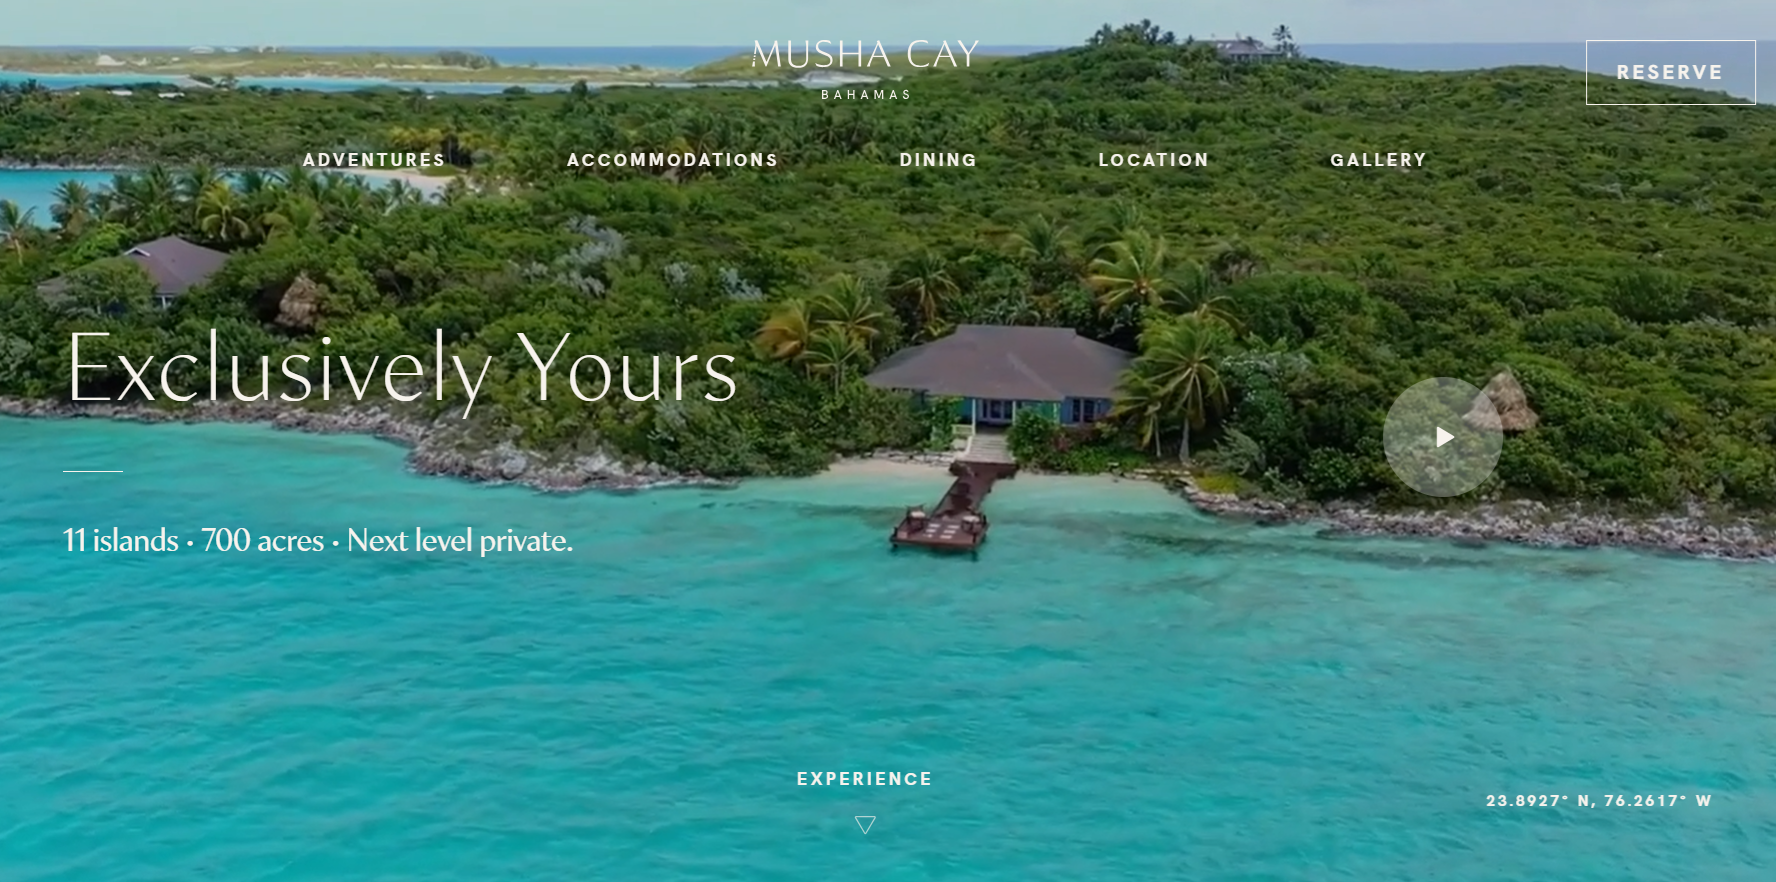 MUSHA CAY
BAHAMAS
RESERVE
ADVENTURES ACCOMMODATIONS DINING LOCATION GALLERY
Exclusively Yours
11 islands • 700 acres • Next level private.
EXPERIENCE
23.8927° N, 76.2617° W